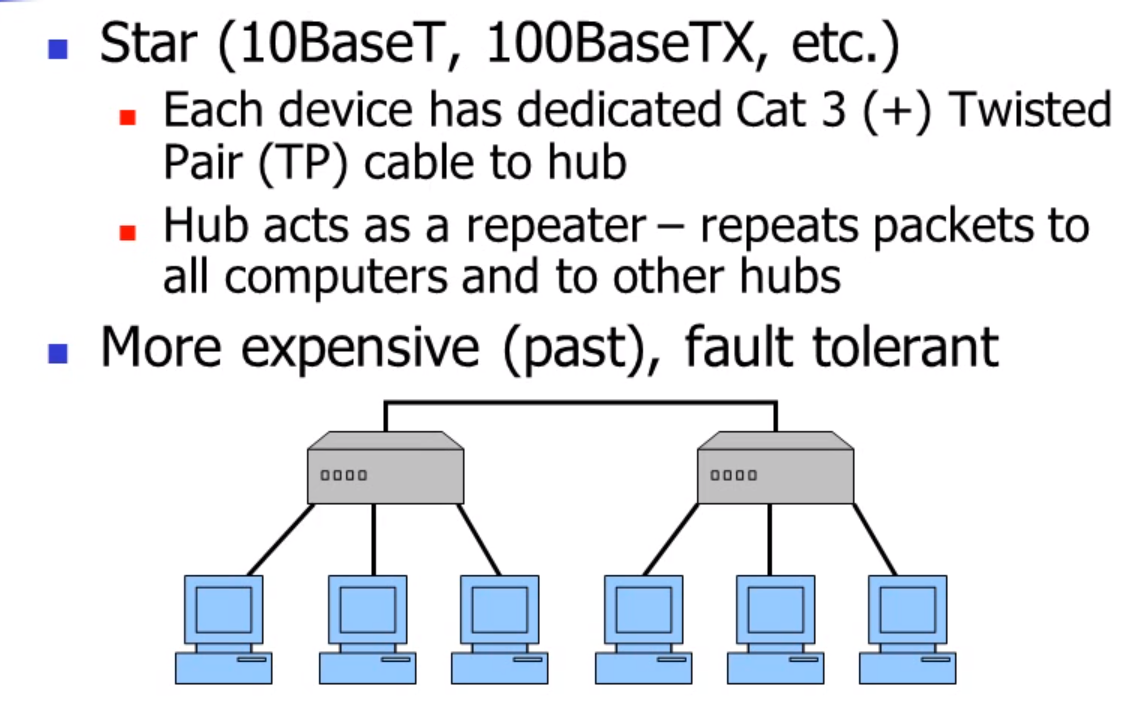 Star (10BaseT, 100BaseTX, etc.)
Each device has dedicated Cat 3 (+) Twisted
Pair (TP) cable to hub
Hub acts as a repeater – repeats packets to
all computers and to other hubs
More expensive (past), fault tolerant